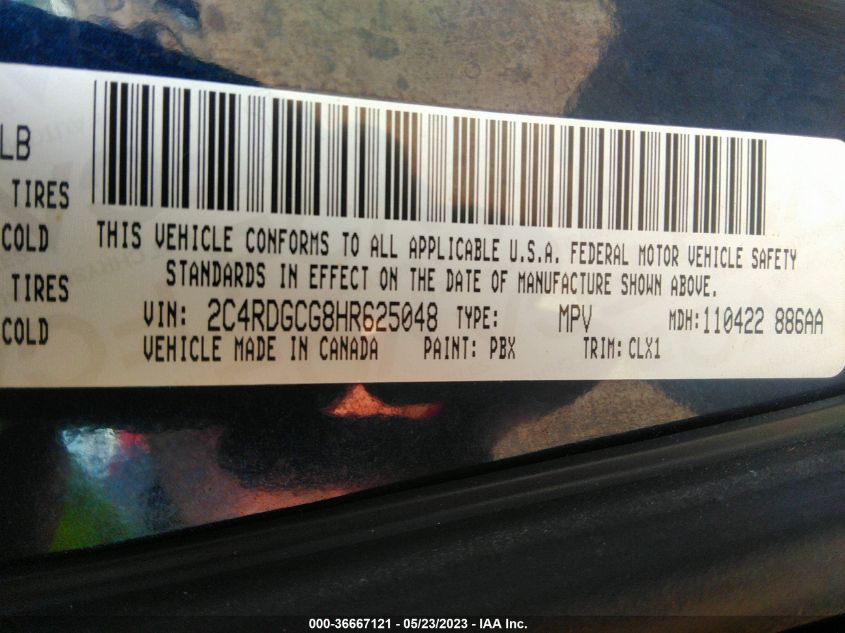 LB
TIRES
COLD
TIRES
COLD
THIS VEHICLE CONFORMS TO ALL APPLICABLE U.S.A. FEDERAL MOTOR VEHICLE SAFETY
STANDARDS IN EFFECT ON THE DATE OF MANUFACTURE SHOWN ABOVE.
VIN: 2C4RDGCG8HR625048 TYPE: MPV MDH: 110422 886AA
VEHICLE MADE IN CANADA PAINT: PBX TRIM: CLX1
000-36667121 - 05/23/2023 - IAA Inc.